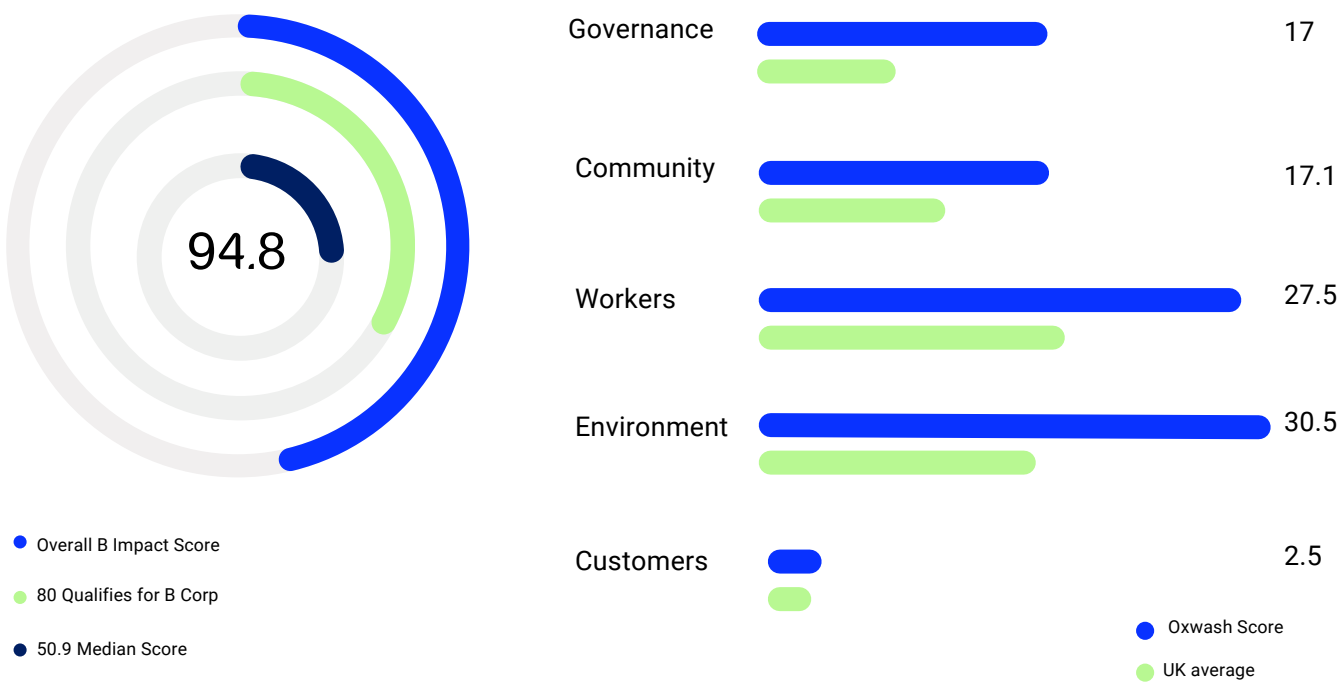 94.8
Overall B Impact Score
80 Qualifies for B Corp
50.9 Median Score
Governance
17
Community
17.1
Workers
27.5
Environment
30.5
Customers
2.5
Oxwash Score
UK average